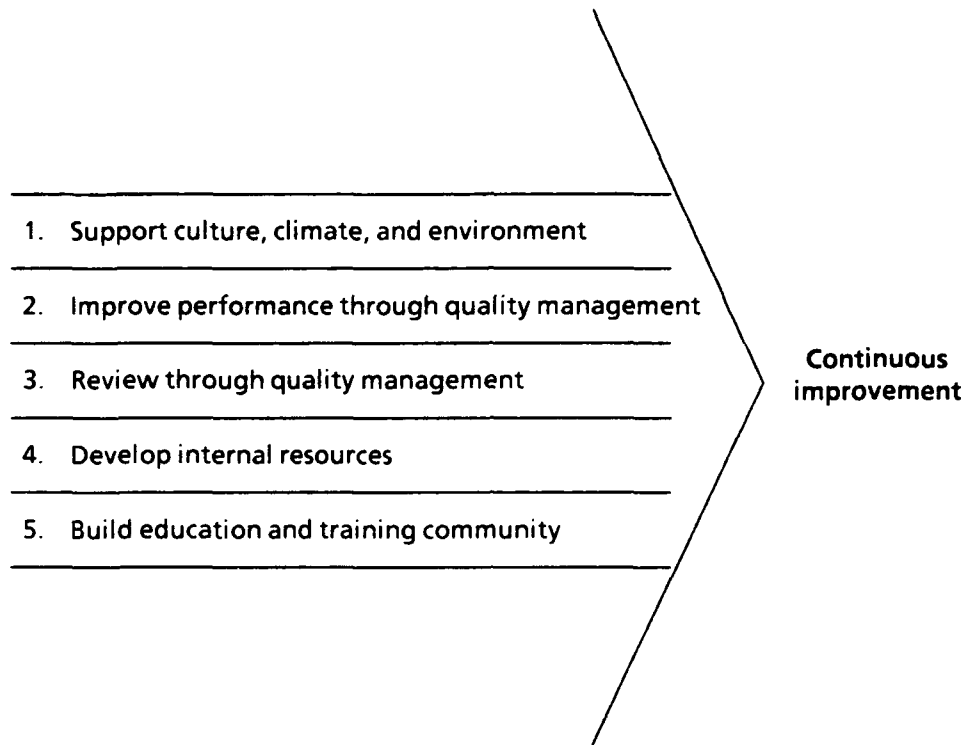 1. Support culture, climate, and environment
2. Improve performance through quality management
3. Review through quality management
4. Develop internal resources
5. Build education and training community
Continuous
improvement